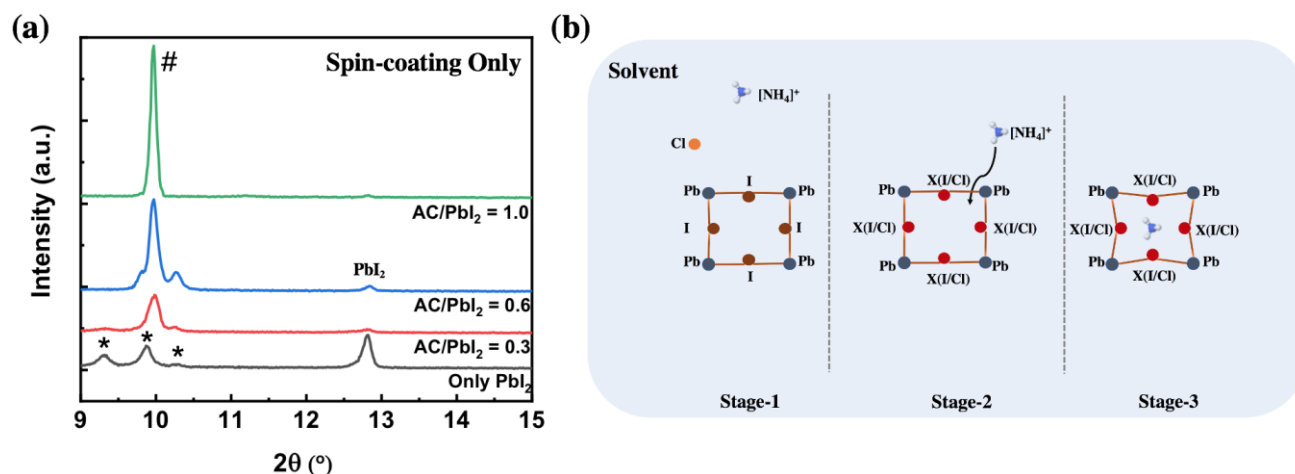 (a)
Spin-coating Only
#
Intensity (a.u.)
AC/PbI₂ = 1.0
PbI₂
AC/PbI₂ = 0.6
* * *
AC/PbI₂ = 0.3
Only PbI₂
9 10 11 12 13 14 15
2θ (°)
(b)
Solvent
[NH₄]⁺
Cl
Pb I Pb
I I
Pb I Pb
Stage-1
[NH₄]⁺
Pb X(I/Cl) Pb
X(I/Cl) X(I/Cl)
Pb X(I/Cl) Pb
Stage-2
Pb X(I/Cl) Pb
X(I/Cl) X(I/Cl)
Pb X(I/Cl) Pb
Stage-3